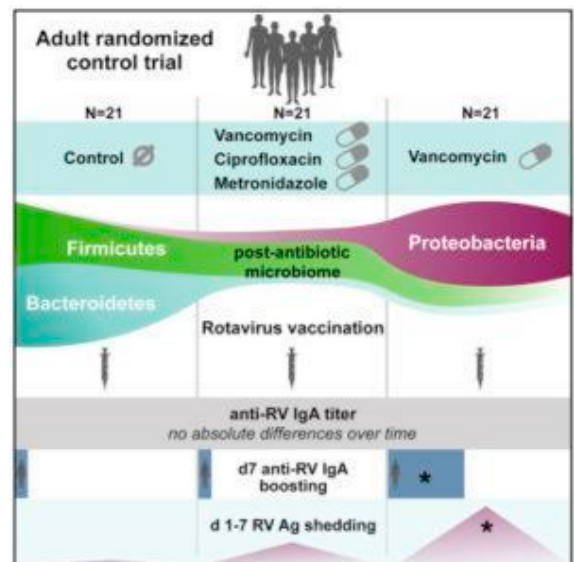 Adult randomized
control trial
N=21
N=21
N=21
Control
Vancomycin
Ciprofloxacin
Metronidazole
Vancomycin
Firmicutes
Bacteroidetes
post-antibiotic
microbiome
Proteobacteria
Rotavirus vaccination
anti-RV IgA titer
no absolute differences over time
d7 anti-RV IgA
boosting
*
d 1-7 RV Ag shedding
*